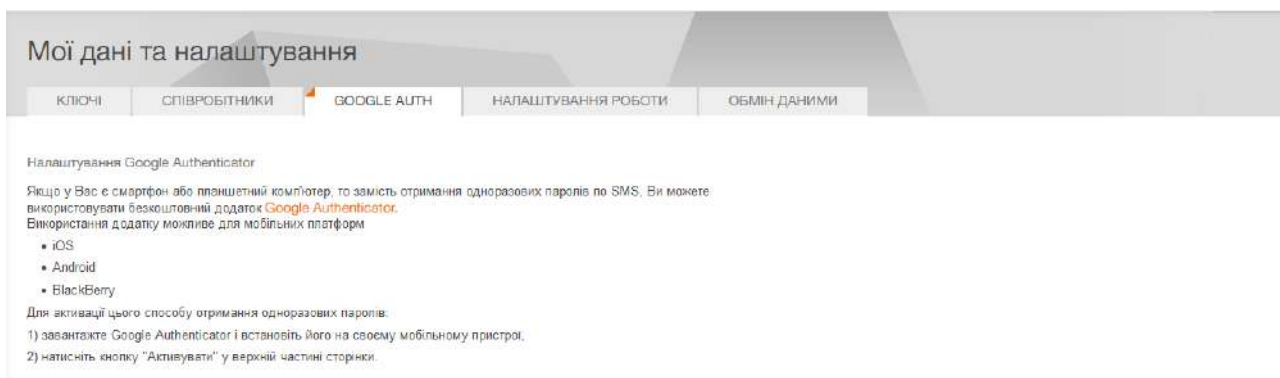 Мої дані та налаштування
КЛЮЧІ СПІВРОБІТНИКИ GOOGLE AUTH НАЛАШТУВАННЯ РОБОТИ ОБМІН ДАНИМИ
Налаштування Google Authenticator
Якщо у Вас є смартфон або планшетний комп'ютер, то замість отримання одноразових паролів по SMS, Ви можете
використовувати безкоштовний додаток Google Authenticator.
Використання додатку можливе для мобільних платформ
• iOS
• Android
• BlackBerry
Для активації цього способу отримання одноразових паролів:
1) завантажте Google Authenticator і встановіть його на своєму мобільному пристрої,
2) натисніть кнопку "Активувати" у верхній частині сторінки.